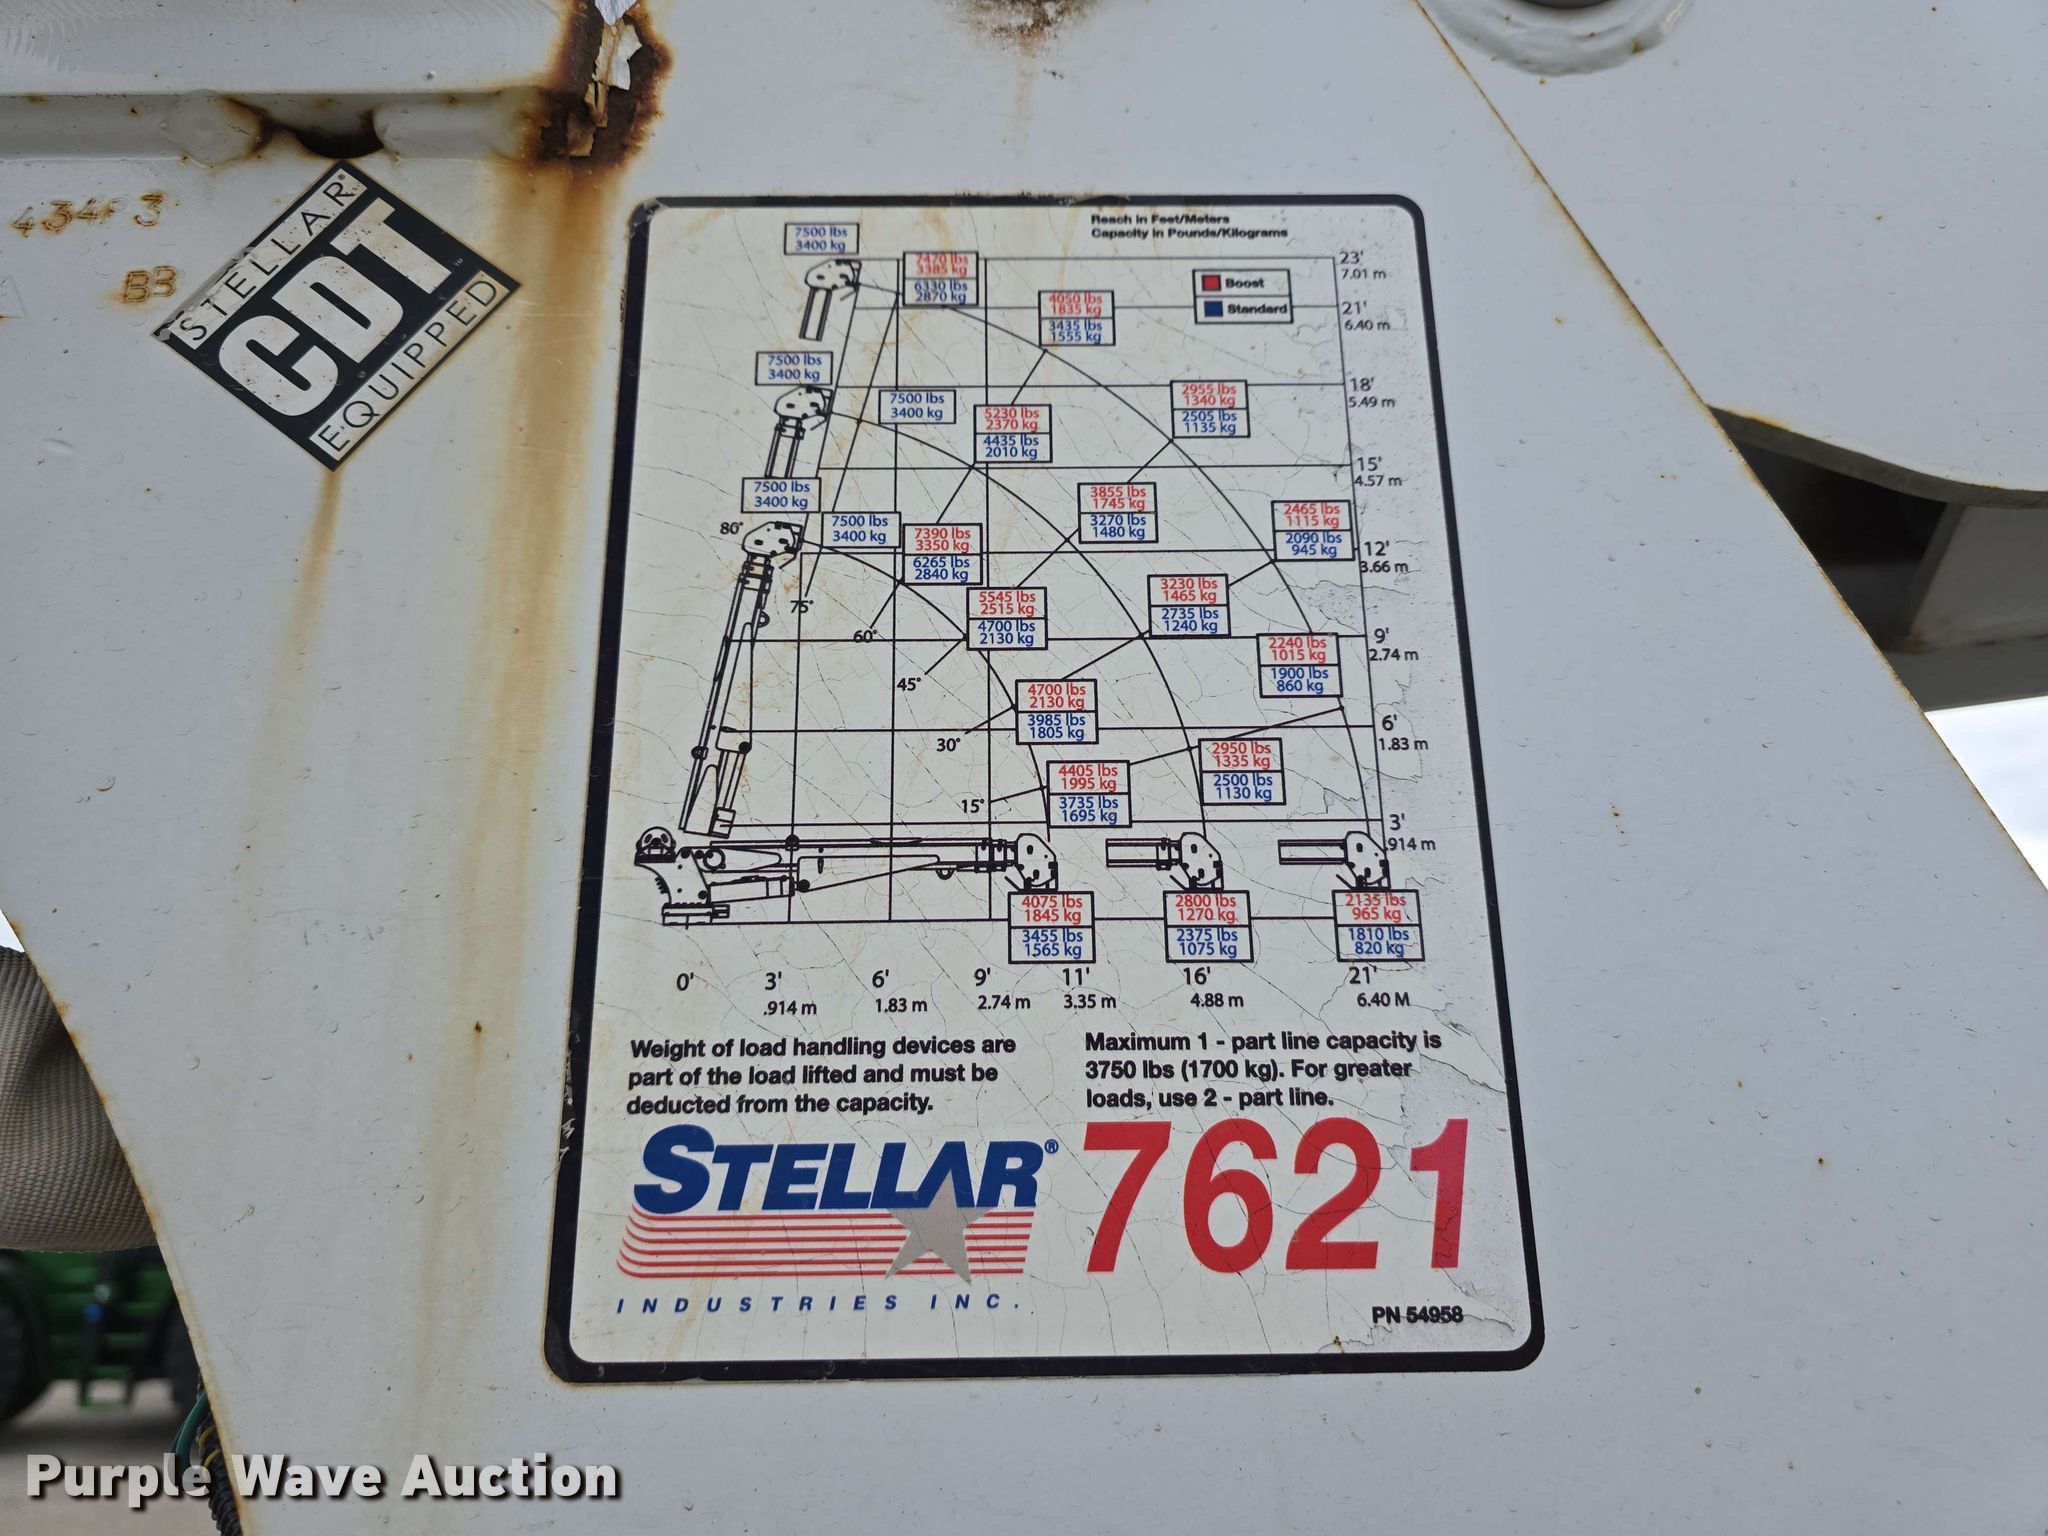 434F3
B3
STELLAR®
CDT™
EQUIPPED
Reach in Feet/Meters
Capacity in Pounds/Kilograms
Boost
Standard
7500 lbs
3400 kg
7470 lbs
3385 kg
6330 lbs
2870 kg
4050 lbs
1835 kg
3435 lbs
1555 kg
23'
7.01 m
21'
6.40 m
7500 lbs
3400 kg
7500 lbs
3400 kg
5230 lbs
2370 kg
4435 lbs
2010 kg
2955 lbs
1340 kg
2505 lbs
1135 kg
18'
5.49 m
15'
4.57 m
7500 lbs
3400 kg
7500 lbs
3400 kg
7390 lbs
3350 kg
6265 lbs
2840 kg
3855 lbs
1745 kg
3270 lbs
1480 kg
2465 lbs
1115 kg
2090 lbs
945 kg
12'
3.66 m
80°
75°
60°
45°
30°
15°
5545 lbs
2515 kg
4700 lbs
2130 kg
3230 lbs
1465 kg
2735 lbs
1240 kg
2240 lbs
1015 kg
1900 lbs
860 kg
9'
2.74 m
4700 lbs
2130 kg
3985 lbs
1805 kg
6'
1.83 m
4405 lbs
1995 kg
3735 lbs
1695 kg
2950 lbs
1335 kg
2500 lbs
1130 kg
3'
.914 m
4075 lbs
1845 kg
3455 lbs
1565 kg
2800 lbs
1270 kg
2375 lbs
1075 kg
2135 lbs
965 kg
1810 lbs
820 kg
0' 3' 6' 9' 11' 16' 21'
.914 m 1.83 m 2.74 m 3.35 m 4.88 m 6.40 M
Weight of load handling devices are
part of the load lifted and must be
deducted from the capacity.
Maximum 1 - part line capacity is
3750 lbs (1700 kg). For greater
loads, use 2 - part line.
STELLAR® 7621
INDUSTRIES INC.
PN 54958
Purple Wave Auction